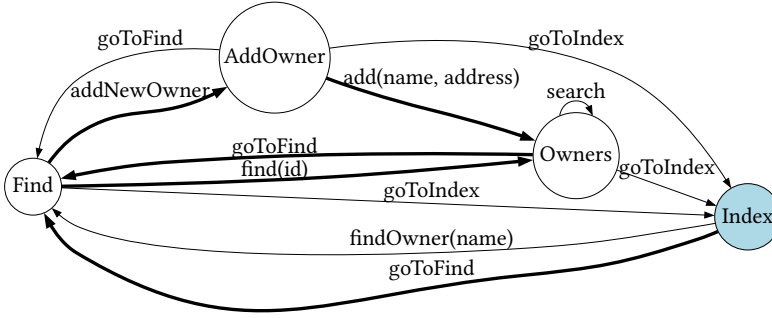 goToFind
AddOwner
goToIndex
addNewOwner
add(name, address)
search
goToFind
Owners
find(id)
goToIndex
Find
goToIndex
Index
findOwner(name)
goToFind